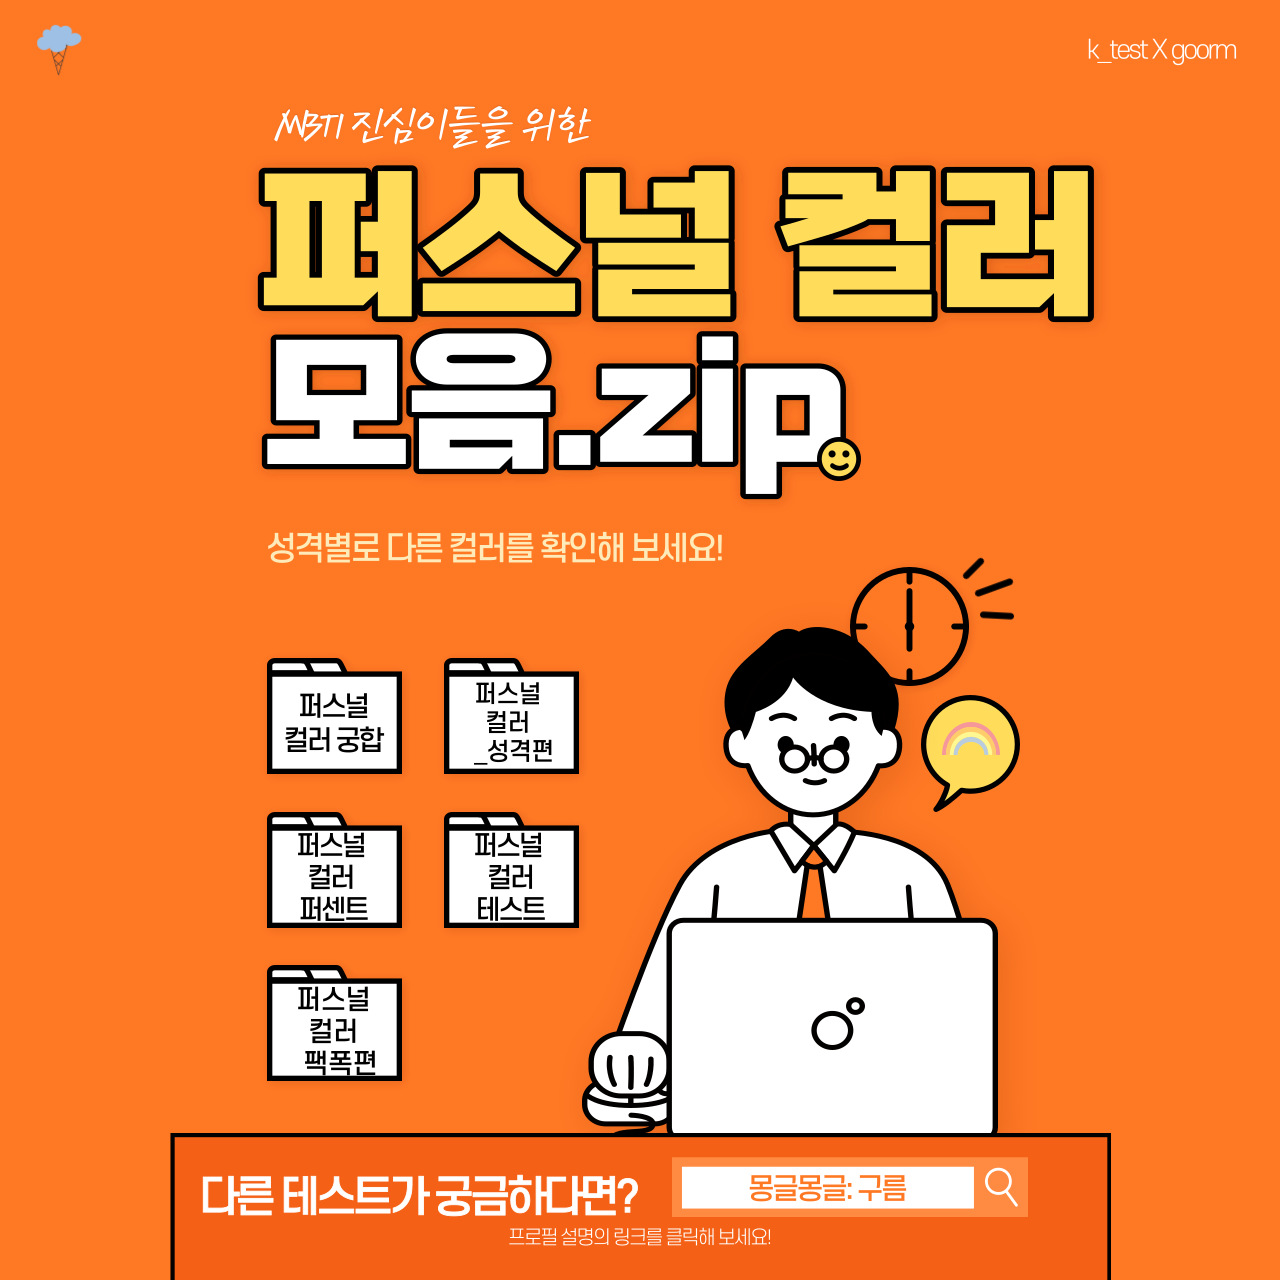 k_test X goorm
MBTI 진심이들을 위한
퍼스널 컬러
모음.zip
성격별로 다른 컬러를 확인해 보세요!
퍼스널
컬러 궁합
퍼스널
컬러
_성격편
퍼스널
컬러
퍼센트
퍼스널
컬러
테스트
퍼스널
컬러
팩폭편
다른 테스트가 궁금하다면?
몽글몽글: 구름
프로필 설명의 링크를 클릭해 보세요!